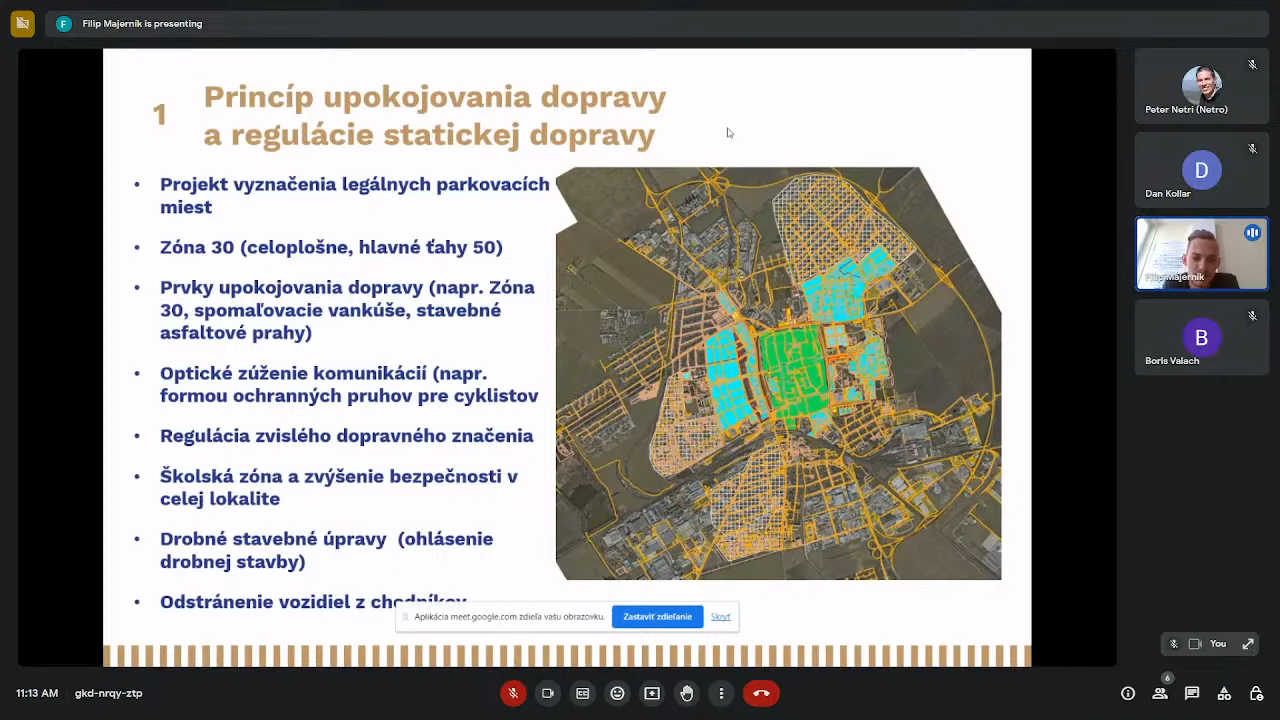 Filip Majerník is presenting
F
1
Princíp upokojovania dopravy
a regulácie statickej dopravy
• Projekt vyznačenia legálnych parkovacích
miest
• Zóna 30 (celoplošne, hlavné ťahy 50)
• Prvky upokojovania dopravy (napr. Zóna
30, spomaľovacie vankúše, stavebné
asfaltové prahy)
• Optické zúženie komunikácií (napr.
formou ochranných pruhov pre cyklistov
• Regulácia zvislého dopravného značenia
• Školská zóna a zvýšenie bezpečnosti v
celej lokalite
• Drobné stavebné úpravy (ohlásenie
drobnej stavby)
• Odstránenie vozidiel z chodníkov
Aplikácia meet.google.com zdieľa vašu obrazovku.
Zastaviť zdieľanie
Skryť
Peter Netri (Netro)
D
Dan Kollar
Filip Majerník
B
Boris Valach
You
11:13 AM
gkd-nrqy-ztp
6